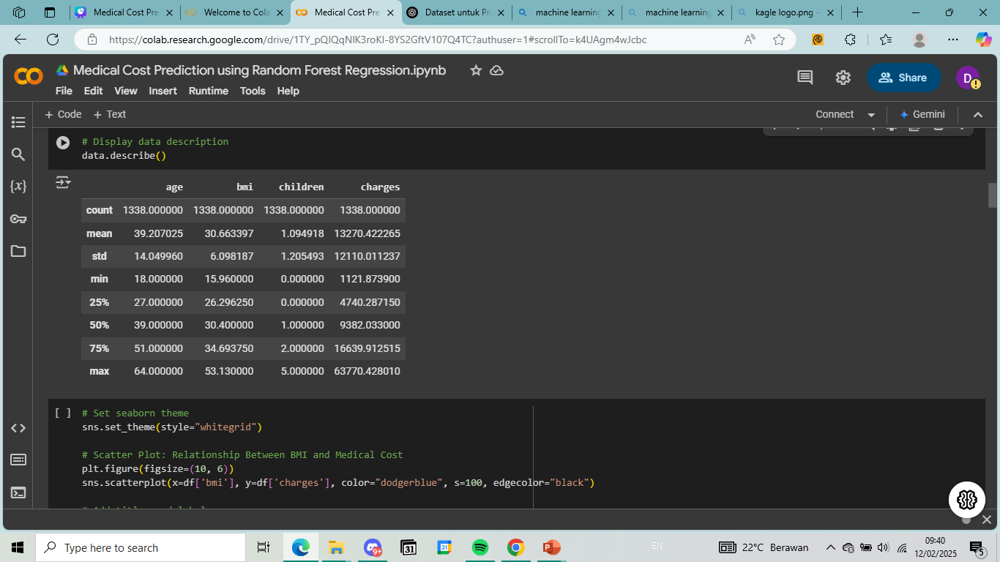 Medical Cost Pre
Welcome to Cola
Medical Cost Pre
Dataset untuk Pr
machine learning
machine learning
kagle logo.png -
https://colab.research.google.com/drive/1TY_pQIQqNIK3roKI-8YS2GftV107Q4TC?authuser=1#scrollTo=k4UAgm4wJcbc
Medical Cost Prediction using Random Forest Regression.ipynb
Share
D
File Edit View Insert Runtime Tools Help
+ Code + Text
Connect
Gemini
# Display data description
data.describe()
age bmi children charges
count 1338.000000 1338.000000 1338.000000 1338.000000
mean 39.207025 30.663397 1.094918 13270.422265
std 14.049960 6.098187 1.205493 12110.011237
min 18.000000 15.960000 0.000000 1121.873900
25% 27.000000 26.296250 0.000000 4740.287150
50% 39.000000 30.400000 1.000000 9382.033000
75% 51.000000 34.693750 2.000000 16639.912515
max 64.000000 53.130000 5.000000 63770.428010
[ ] # Set seaborn theme
sns.set_theme(style="whitegrid")
# Scatter Plot: Relationship Between BMI and Medical Cost
plt.figure(figsize=(10, 6))
sns.scatterplot(x=df['bmi'], y=df['charges'], color="dodgerblue", s=100, edgecolor="black")
Type here to search
9+
31
31
EN
22°C Berawan
09:40
12/02/2025
5